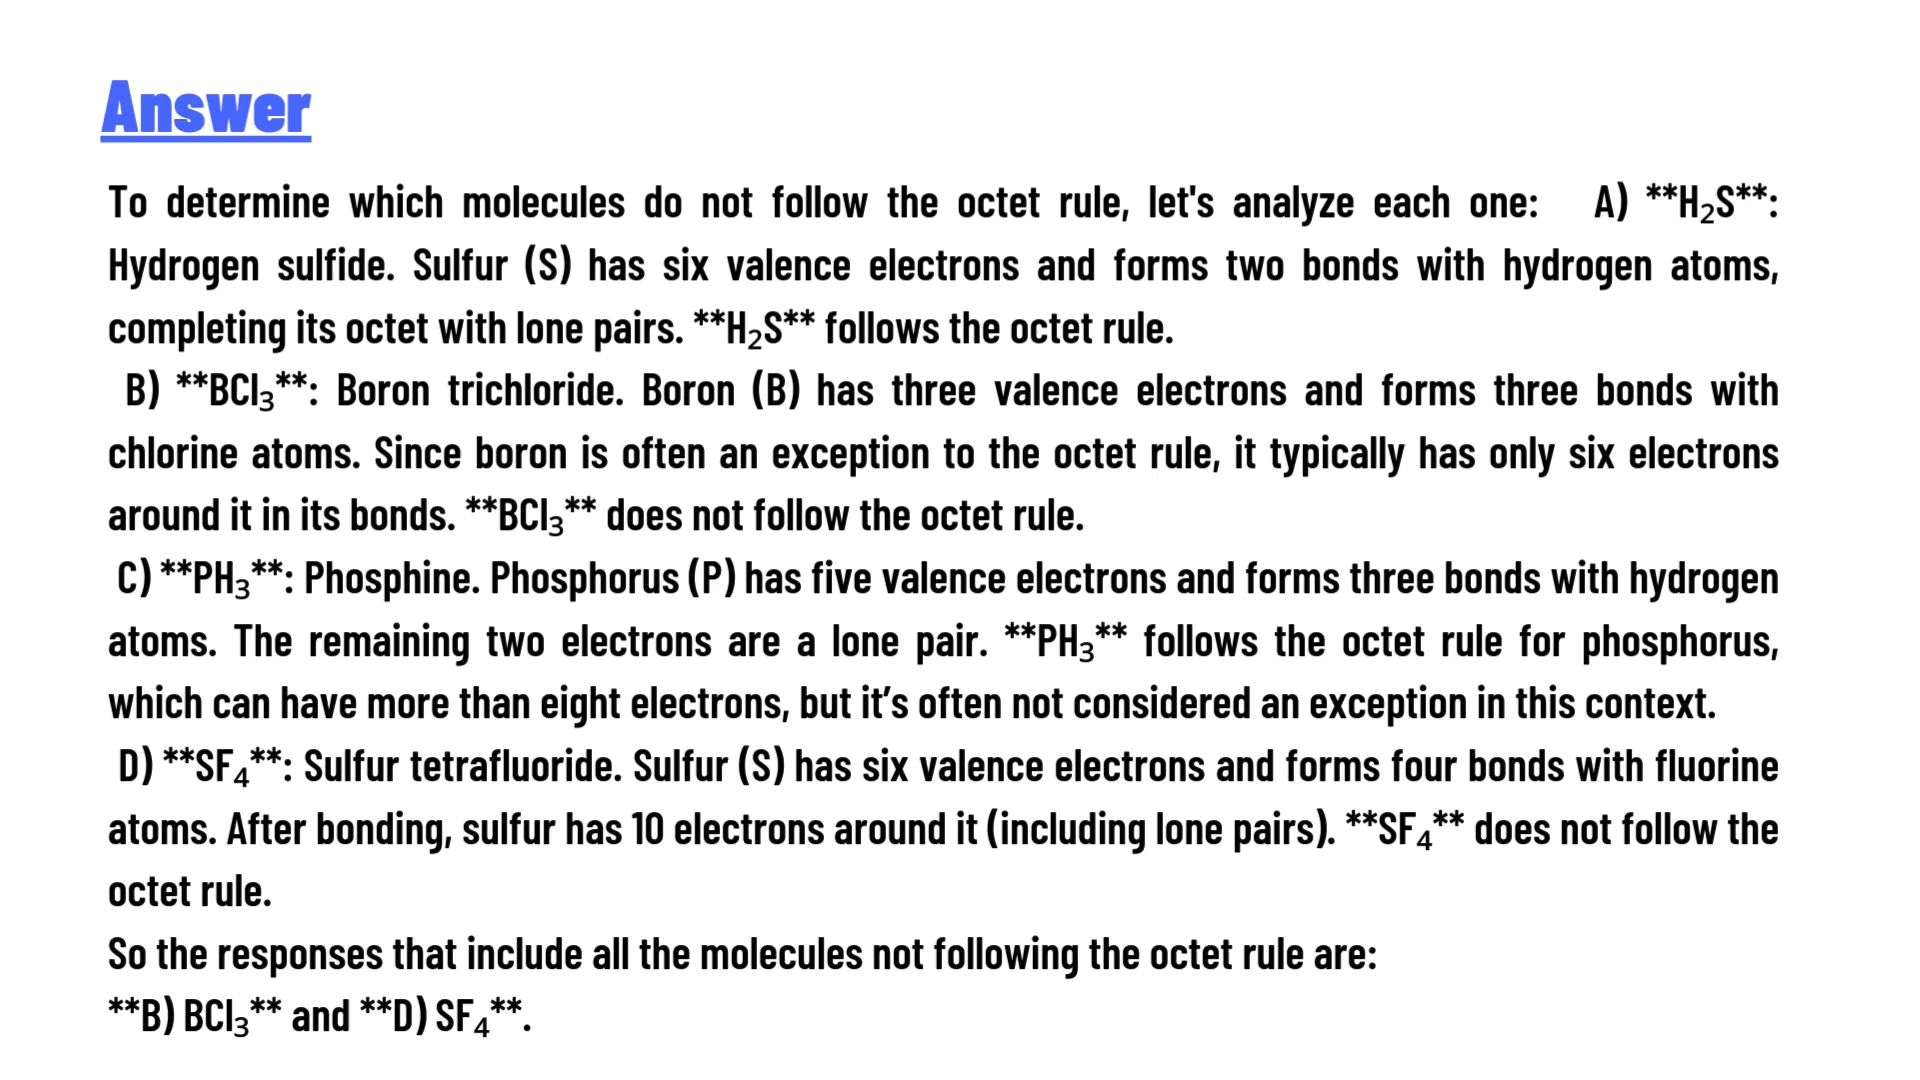 Answer
To determine which molecules do not follow the octet rule, let's analyze each one: A) **H₂S**:
Hydrogen sulfide. Sulfur (S) has six valence electrons and forms two bonds with hydrogen atoms,
completing its octet with lone pairs. **H₂S** follows the octet rule.
B) **BCl₃**: Boron trichloride. Boron (B) has three valence electrons and forms three bonds with
chlorine atoms. Since boron is often an exception to the octet rule, it typically has only six electrons
around it in its bonds. **BCl₃** does not follow the octet rule.
C) **PH₃**: Phosphine. Phosphorus (P) has five valence electrons and forms three bonds with hydrogen
atoms. The remaining two electrons are a lone pair. **PH₃** follows the octet rule for phosphorus,
which can have more than eight electrons, but it’s often not considered an exception in this context.
D) **SF₄**: Sulfur tetrafluoride. Sulfur (S) has six valence electrons and forms four bonds with fluorine
atoms. After bonding, sulfur has 10 electrons around it (including lone pairs). **SF₄** does not follow the
octet rule.
So the responses that include all the molecules not following the octet rule are:
**B) BCl₃** and **D) SF₄**.